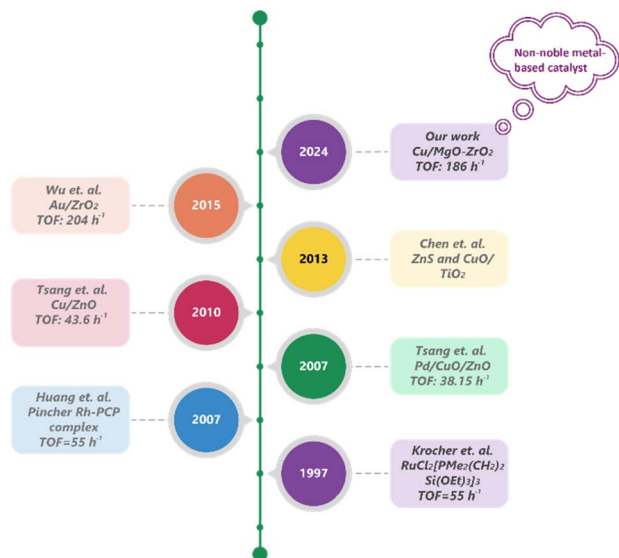 Non-noble metal-
based catalyst
2024
Our work
Cu/MgO-ZrO₂
TOF: 186 h⁻¹
Wu et. al.
Au/ZrO₂
TOF: 204 h⁻¹
2015
2013
Chen et. al.
ZnS and CuO/
TiO₂
Tsang et. al.
Cu/ZnO
TOF: 43.6 h⁻¹
2010
2007
Tsang et. al.
Pd/CuO/ZnO
TOF: 38.15 h⁻¹
Huang et. al.
Pincher Rh-PCP
complex
TOF=55 h⁻¹
2007
1997
Krocher et. al.
RuCl₂[PMe₂(CH₂)₂
Si(OEt)₃]₃
TOF=55 h⁻¹